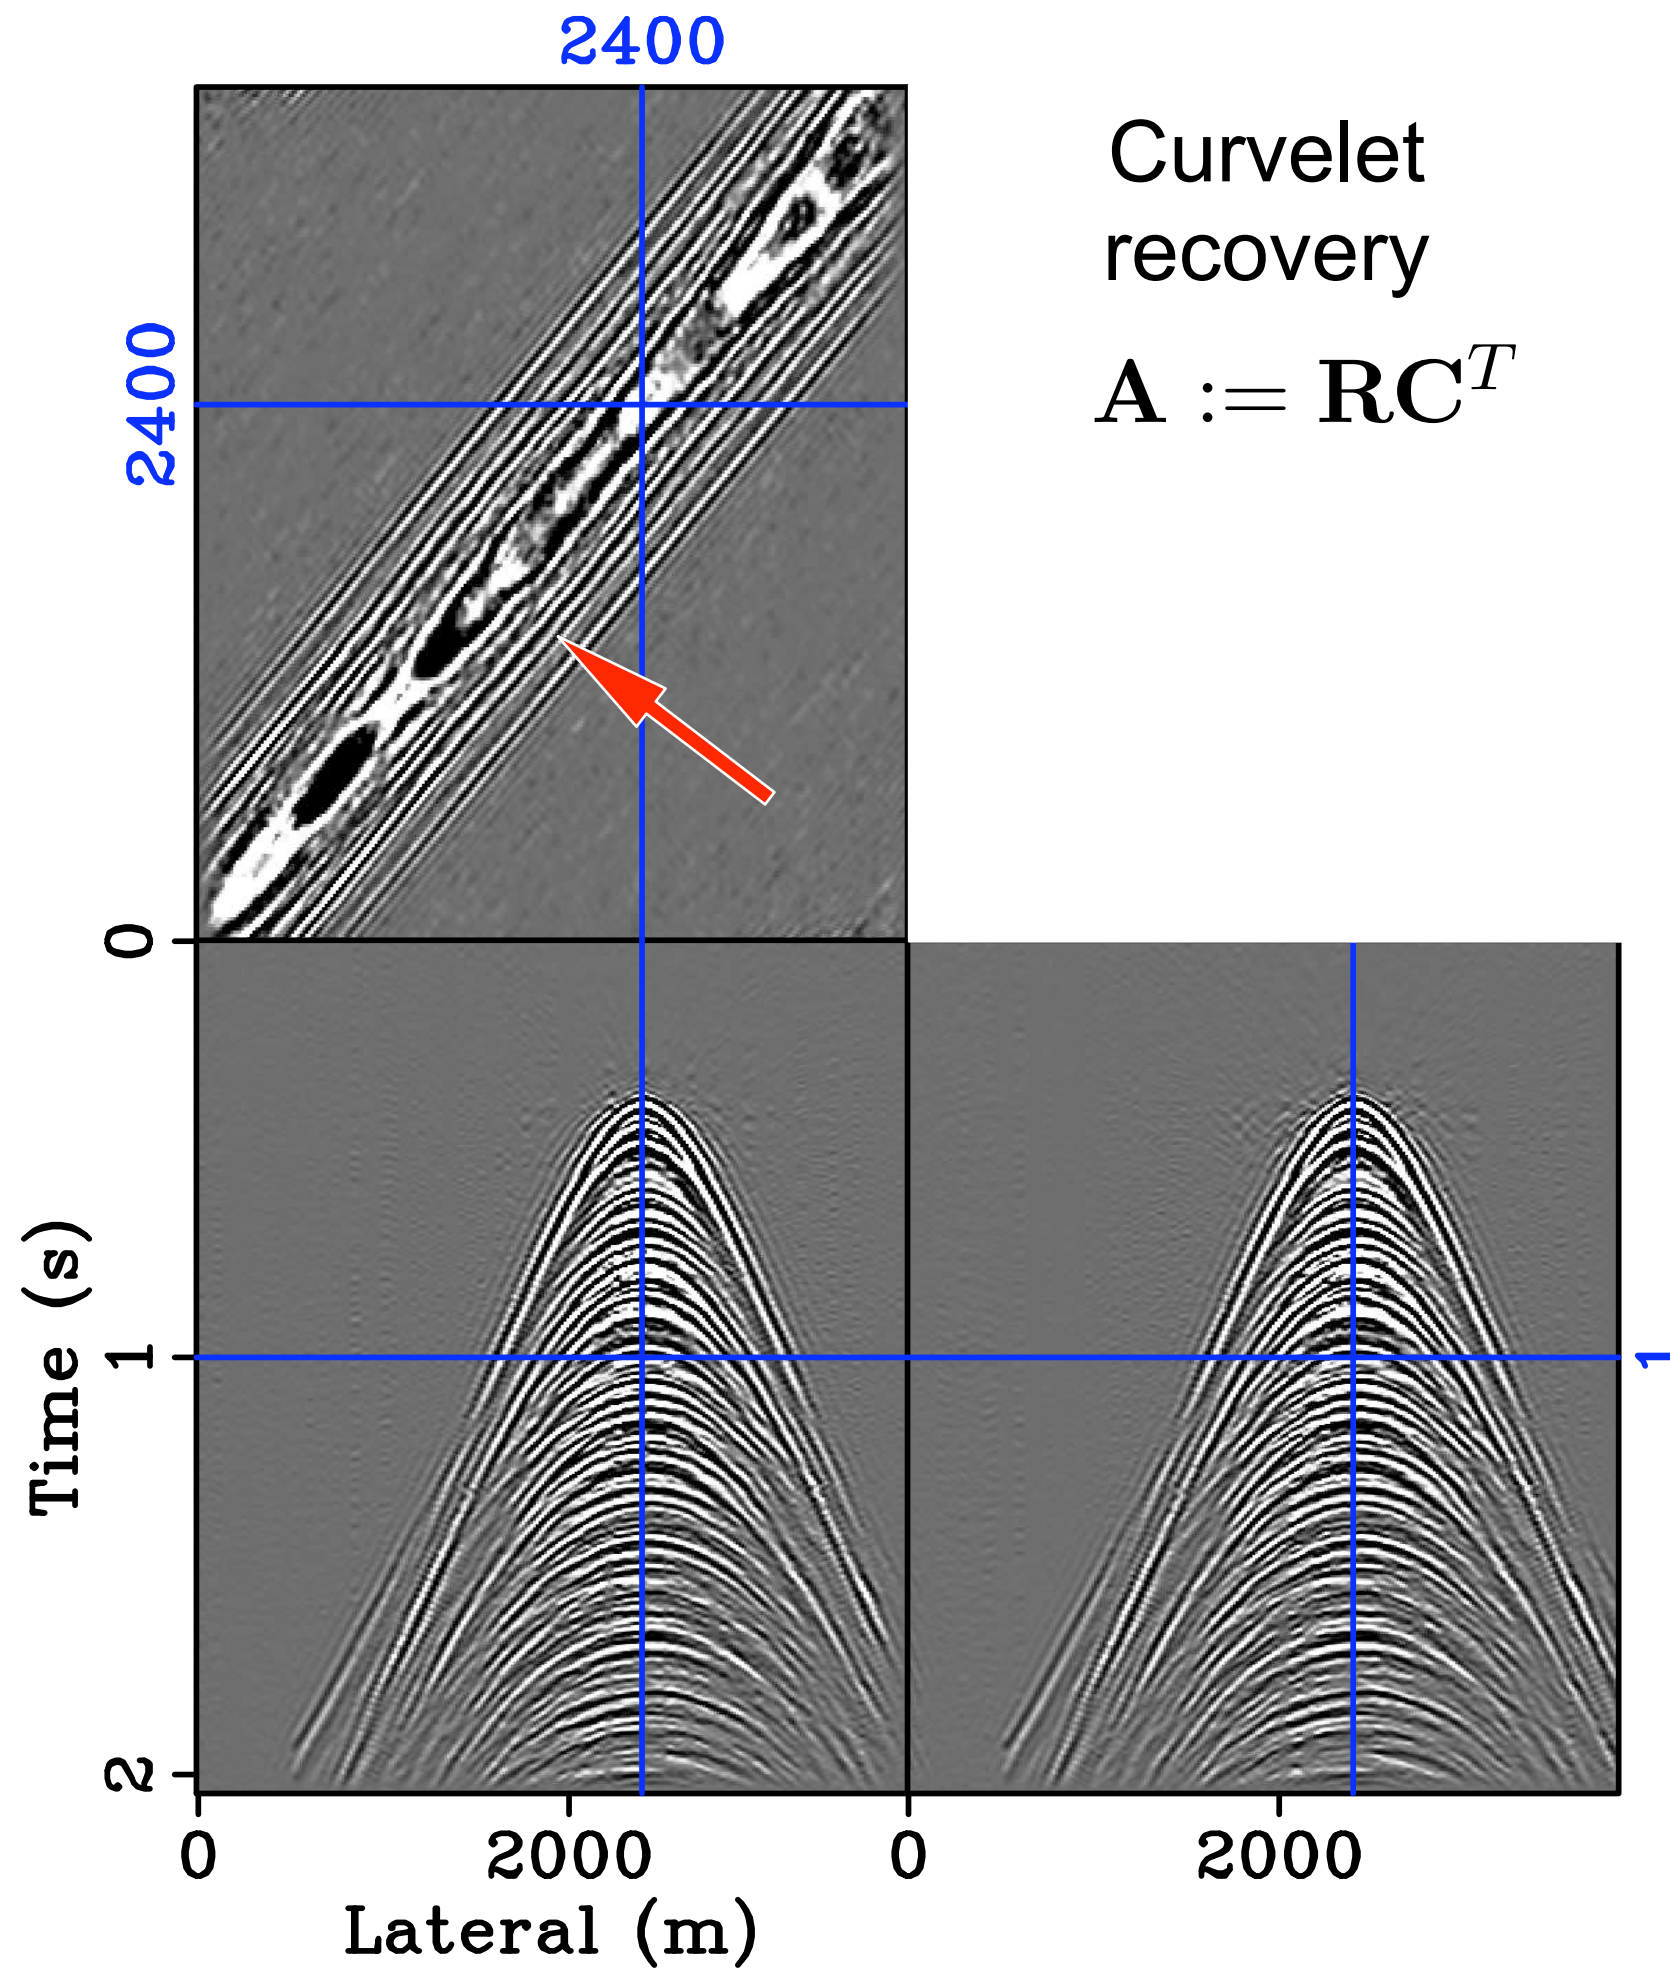 2400
Curvelet
recovery
A := RC^T
2400
0
1
1
2
Time (s)
0
2000
0
2000
Lateral (m)